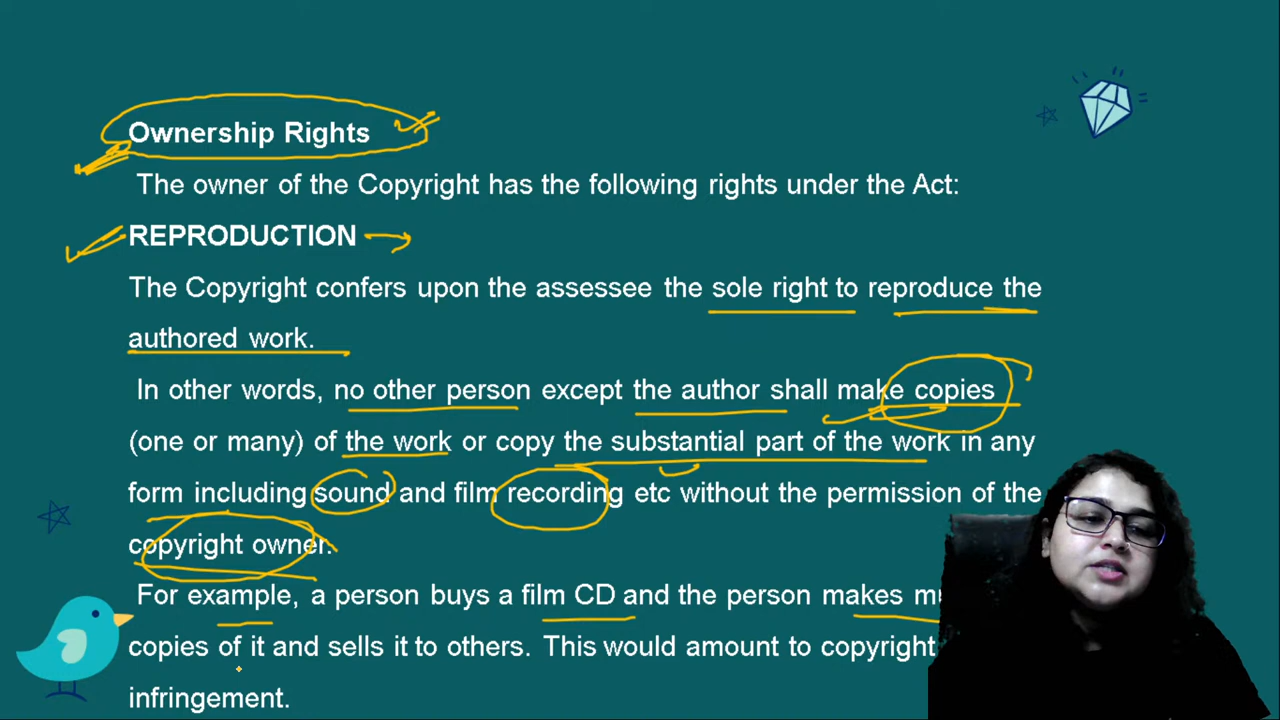 Ownership Rights
The owner of the Copyright has the following rights under the Act:
REPRODUCTION
The Copyright confers upon the assessee the sole right to reproduce the
authored work.
In other words, no other person except the author shall make copies
(one or many) of the work or copy the substantial part of the work in any
form including sound and film recording etc without the permission of the
copyright owner.
For example, a person buys a film CD and the person makes
copies of it and sells it to others. This would amount to copyright
infringement.